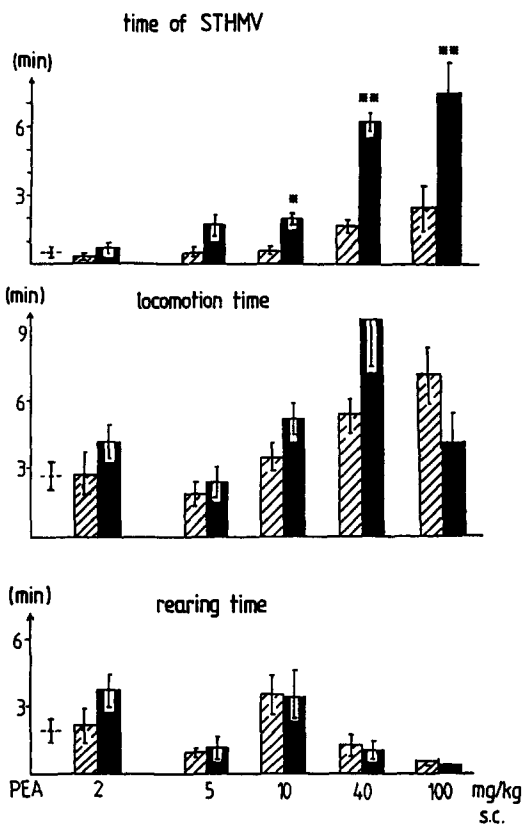 time of STHMV
(min)
**
**
6
*
3
(min)
locomotion time
9
6
3
(min)
rearing time
6
3
PEA 2 5 10 40 100 mg/kg
s.c.